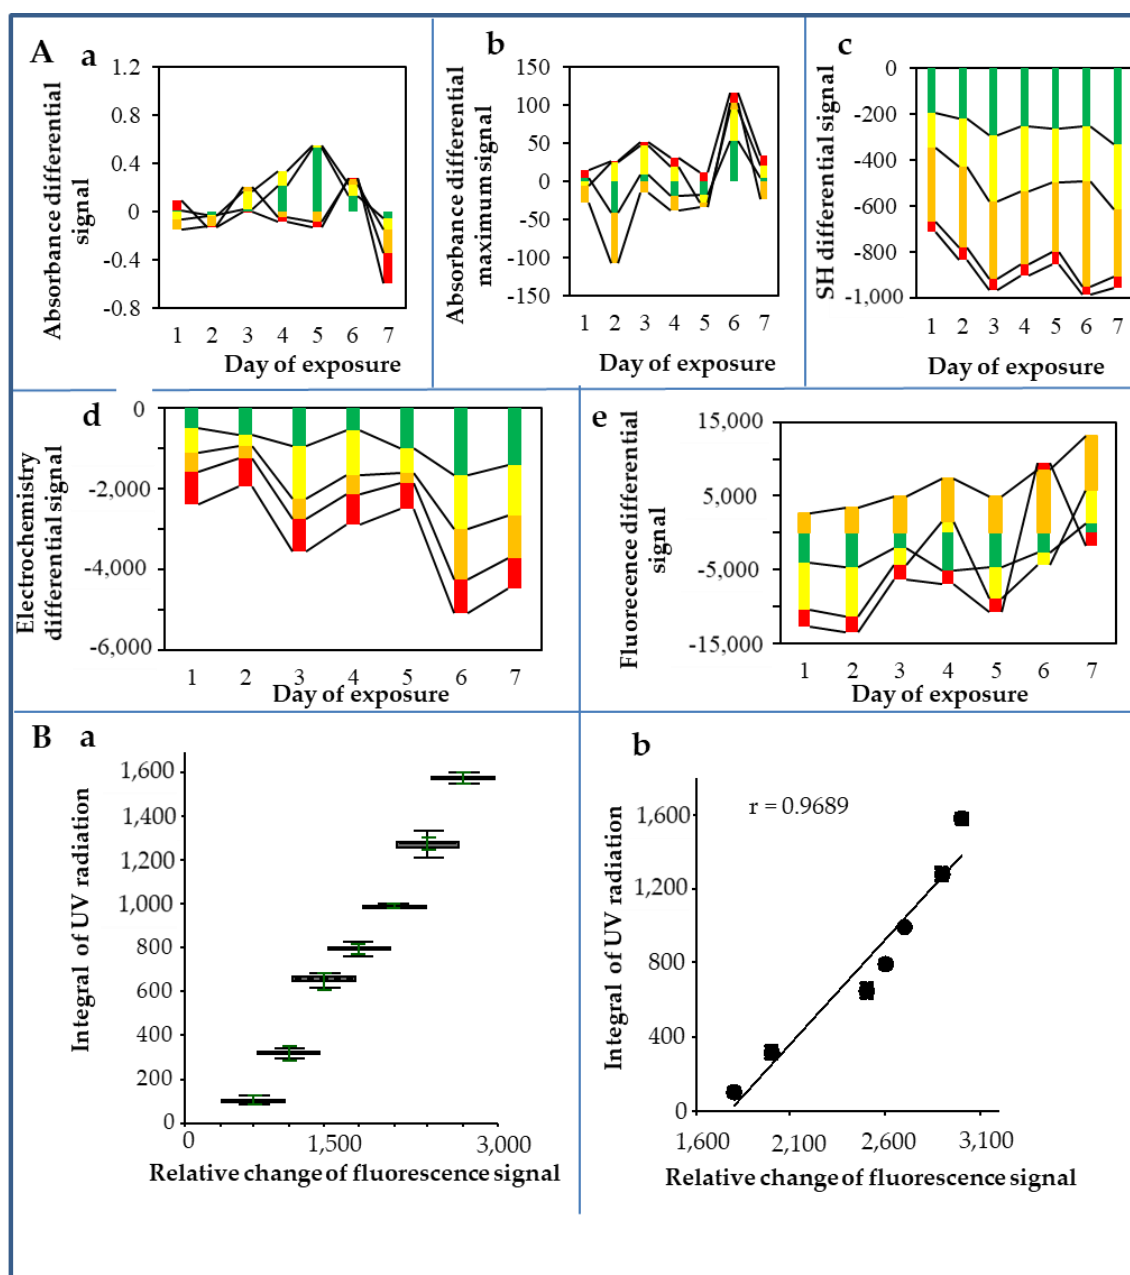 A a
1.2
0.8
0.4
0
-0.4
-0.8
Absorbance differential
signal
1 2 3 4 5 6 7
Day of exposure
b
150
100
50
0
-50
-100
-150
Absorbance differential
maximum signal
1 2 3 4 5 6 7
Day of exposure
c
0
-200
-400
-600
-800
-1,000
SH differential signal
1 2 3 4 5 6 7
Day of exposure
d
0
-2,000
-4,000
-6,000
Electrochemistry
differential signal
1 2 3 4 5 6 7
Day of exposure
e
15,000
5,000
-5,000
-15,000
Fluorecence differential
signal
1 2 3 4 5 6 7
Day of exposure
B a
1,600
1,400
1,200
1,000
800
600
400
200
0
Integral of UV radiation
0 1,500 3,000
Relative change of fluorescence signal
b
r = 0.9689
1,600
1,200
800
400
0
Integral of UV radiation
1,600 2,100 2,600 3,100
Relative change of fluorescence signal